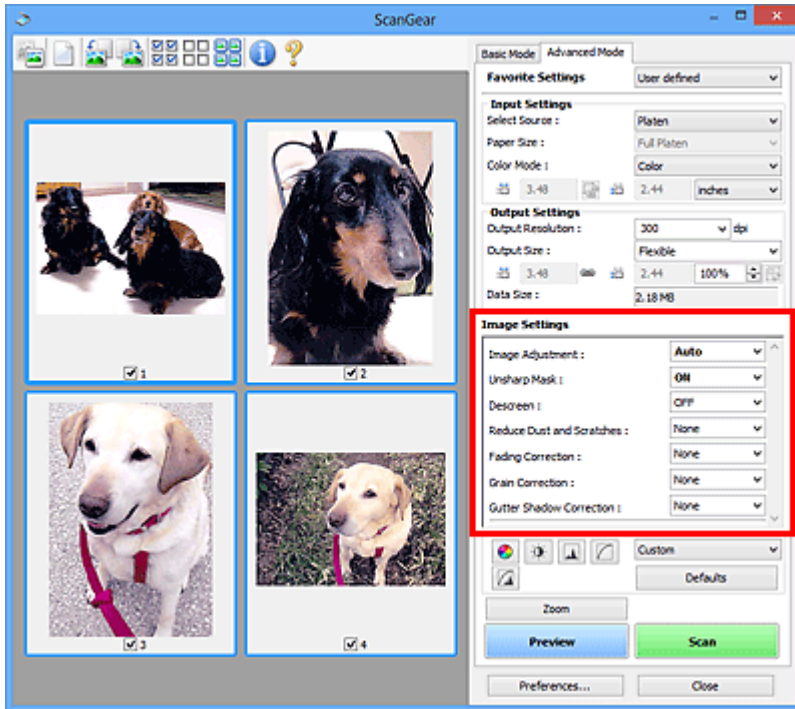 ScanGear
Basic Mode Advanced Mode
Favorite Settings User defined
Input Settings
Select Source : Platen
Paper Size : Full Platen
Color Mode : Color
3.48 2.44 inches
Output Settings
Output Resolution : 300 dpi
Output Size : Flexible
3.48 2.44 100%
Data Size : 2.18 MB
Image Settings
Image Adjustment : Auto
Unsharp Mask : ON
Descreen : OFF
Reduce Dust and Scratches : None
Fading Correction : None
Grain Correction : None
Gutter Shadow Correction : None
Custom
Defaults
Zoom
Preview Scan
Preferences... Close
1
2
3
4